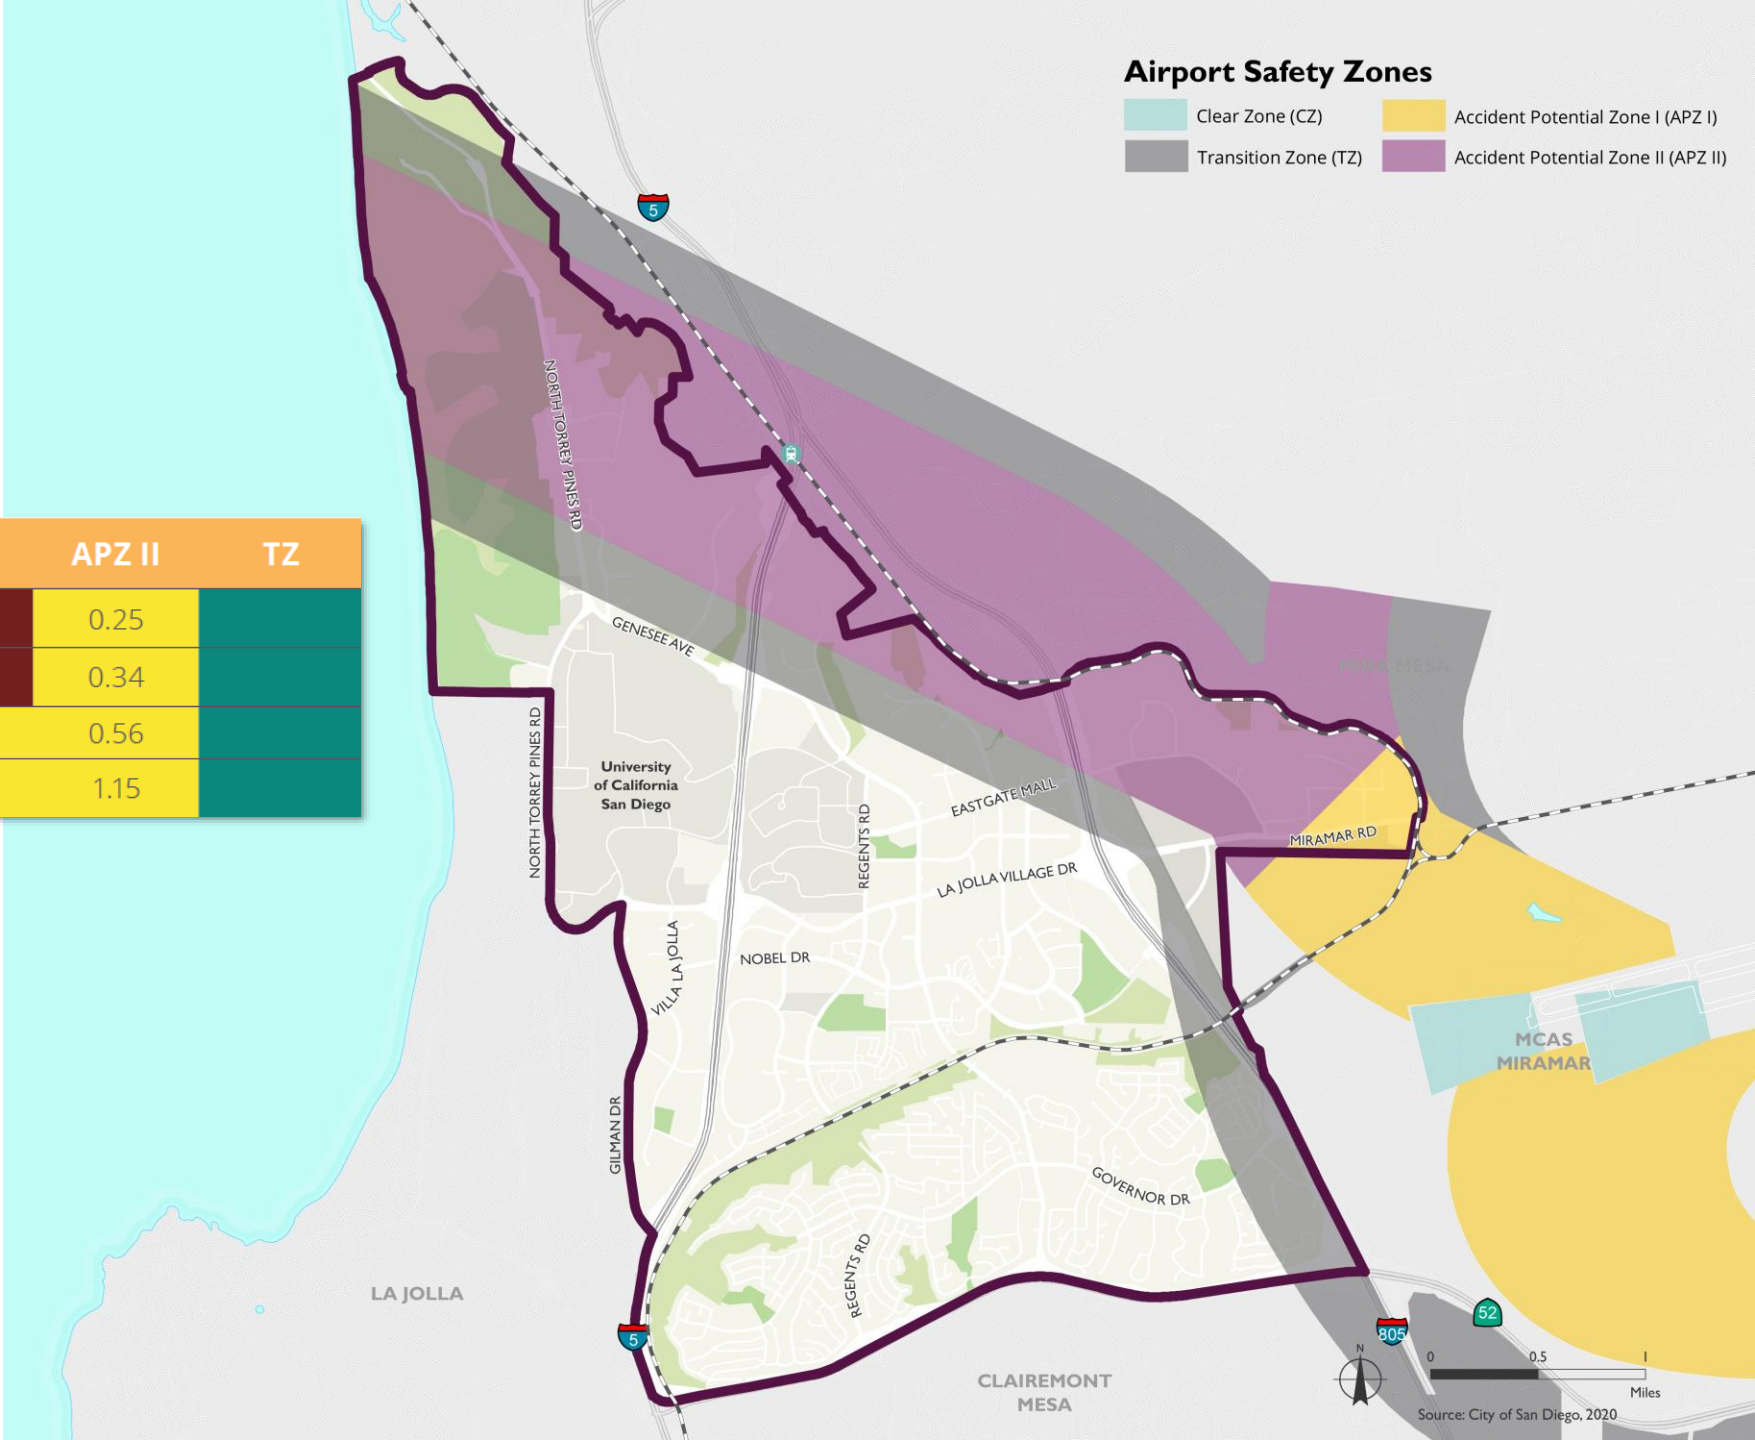 Airport Safety Zones
Clear Zone (CZ)
Accident Potential Zone I (APZ I)
Transition Zone (TZ)
Accident Potential Zone II (APZ II)
5
NORTH TORREY PINES RD
APZ II TZ
0.25
0.34
0.56
1.15
GENESEE AVE
MIRA MESA
NORTH TORREY PINES RD
University
of California
San Diego
REGENTS RD
EASTGATE MALL
MIRAMAR RD
LA JOLLA VILLAGE DR
VILLA LA JOLLA
NOBEL DR
MCAS
MIRAMAR
GILMAN DR
GOVERNOR DR
REGENTS RD
LA JOLLA
5
52
805
CLAIREMONT
MESA
N
0 0.5 1
Miles
Source: City of San Diego, 2020